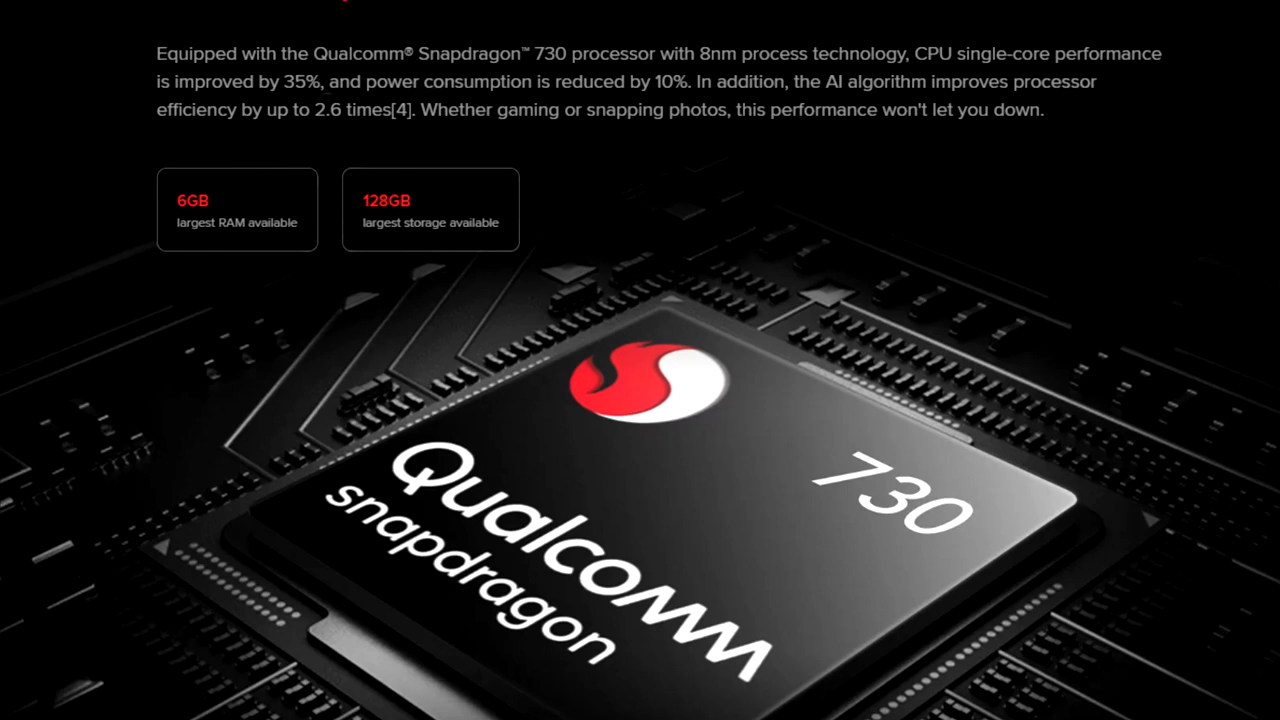 Equipped with the Qualcomm® Snapdragon™ 730 processor with 8nm process technology, CPU single-core performance
is improved by 35%, and power consumption is reduced by 10%. In addition, the AI algorithm improves processor
efficiency by up to 2.6 times[4]. Whether gaming or snapping photos, this performance won't let you down.
6GB
largest RAM available
128GB
largest storage available
730
Qualcomm
snapdragon